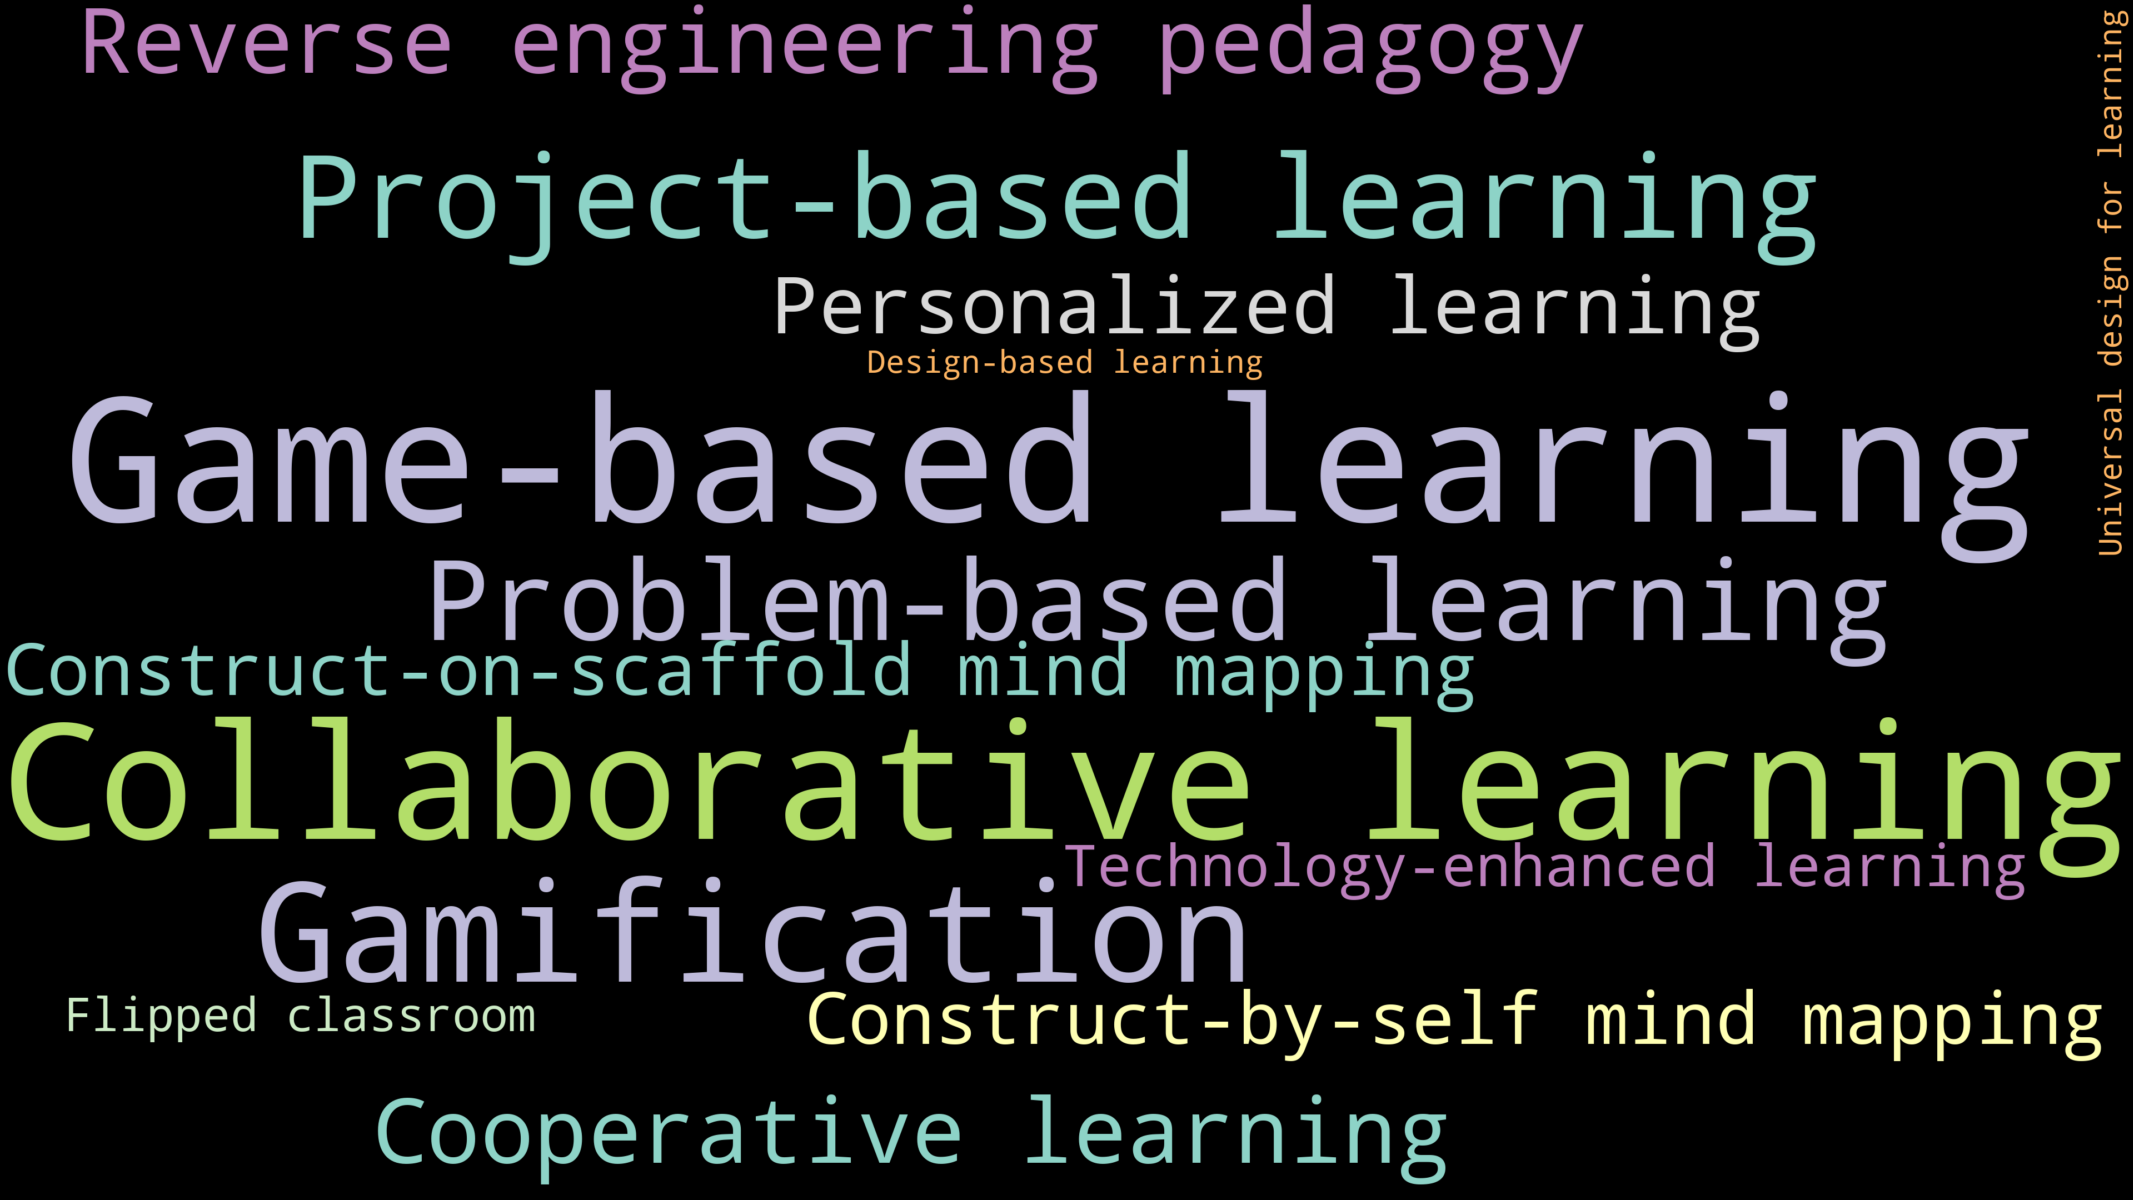 Reverse engineering pedagogy
Universal design for learning
Project-based learning
Personalized learning
Design-based learning
Game-based learning
Problem-based learning
Construct-on-scaffold mind mapping
Collaborative learning
Technology-enhanced learning
Gamification
Flipped classroom
Construct-by-self mind mapping
Cooperative learning